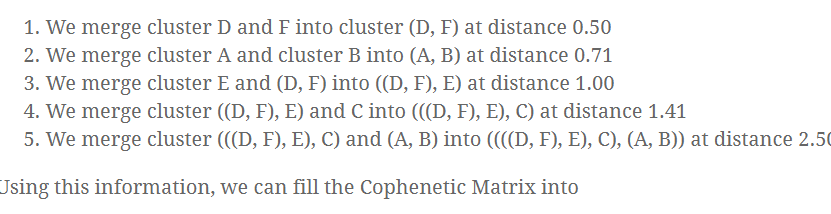 1. We merge cluster D and F into cluster (D, F) at distance 0.50
2. We merge cluster A and cluster B into (A, B) at distance 0.71
3. We merge cluster E and (D, F) into ((D, F), E) at distance 1.00
4. We merge cluster ((D, F), E) and C into (((D, F), E), C) at distance 1.41
5. We merge cluster (((D, F), E), C) and (A, B) into ((((D, F), E), C), (A, B)) at distance 2.50
Using this information, we can fill the Cophenetic Matrix into